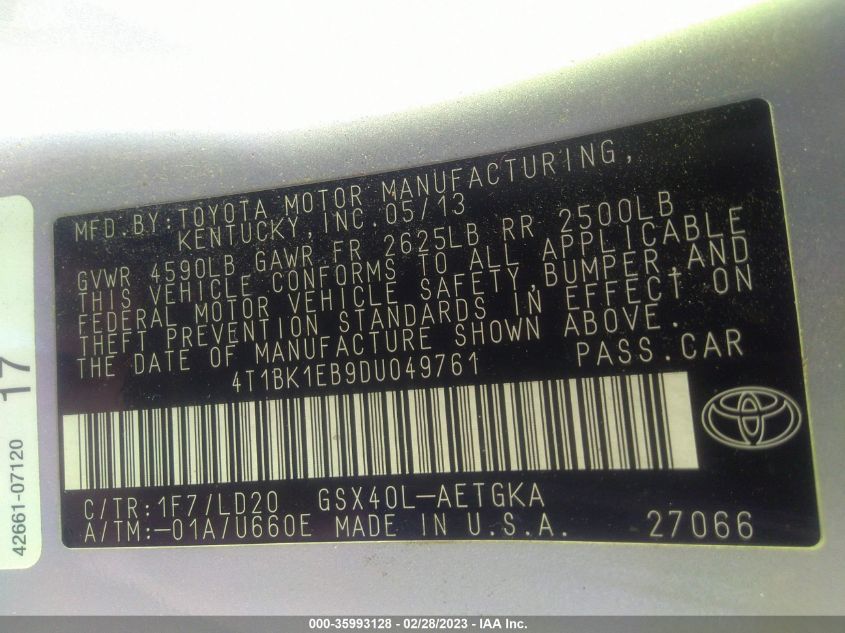 MFD.BY:TOYOTA MOTOR MANUFACTURING,
KENTUCKY,INC.05/13
GVWR 4590LB GAWR FR 2625LB RR 2500LB
THIS VEHICLE CONFORMS TO ALL APPLICABLE
FEDERAL MOTOR VEHICLE SAFETY,BUMPER,AND
THEFT PREVENTION STANDARDS IN EFFECT ON
THE DATE OF MANUFACTURE SHOWN ABOVE.
4T1BK1EB9DU049761 PASS.CAR
C/TR:1F7/LD20 GSX40L-AETGKA
A/TM:-01A/U660E MADE IN U.S.A. 27066
17
42661-07120
000-35993128 - 02/28/2023 - IAA Inc.